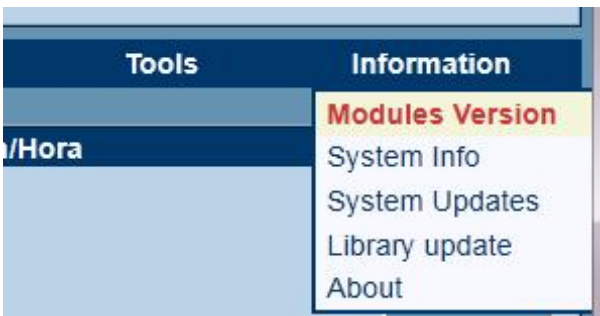 Tools Information
Modules Version
/Hora
System Info
System Updates
Library update
About